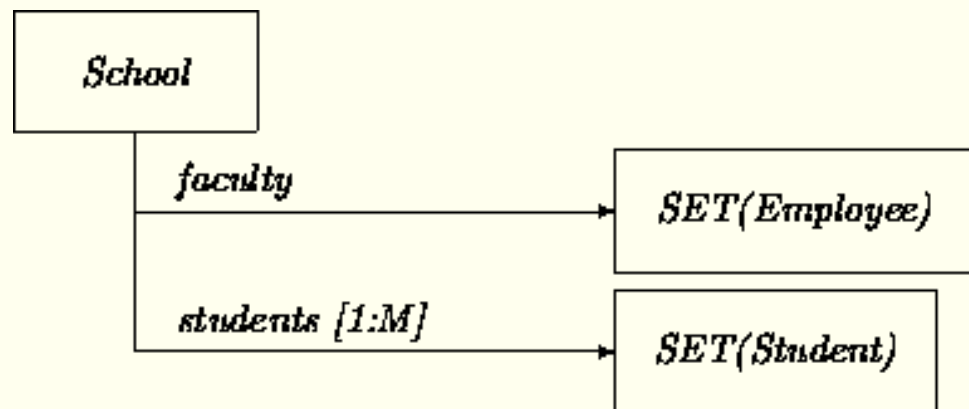 School
faculty
SET(Employee)
students [1:M]
SET(Student)